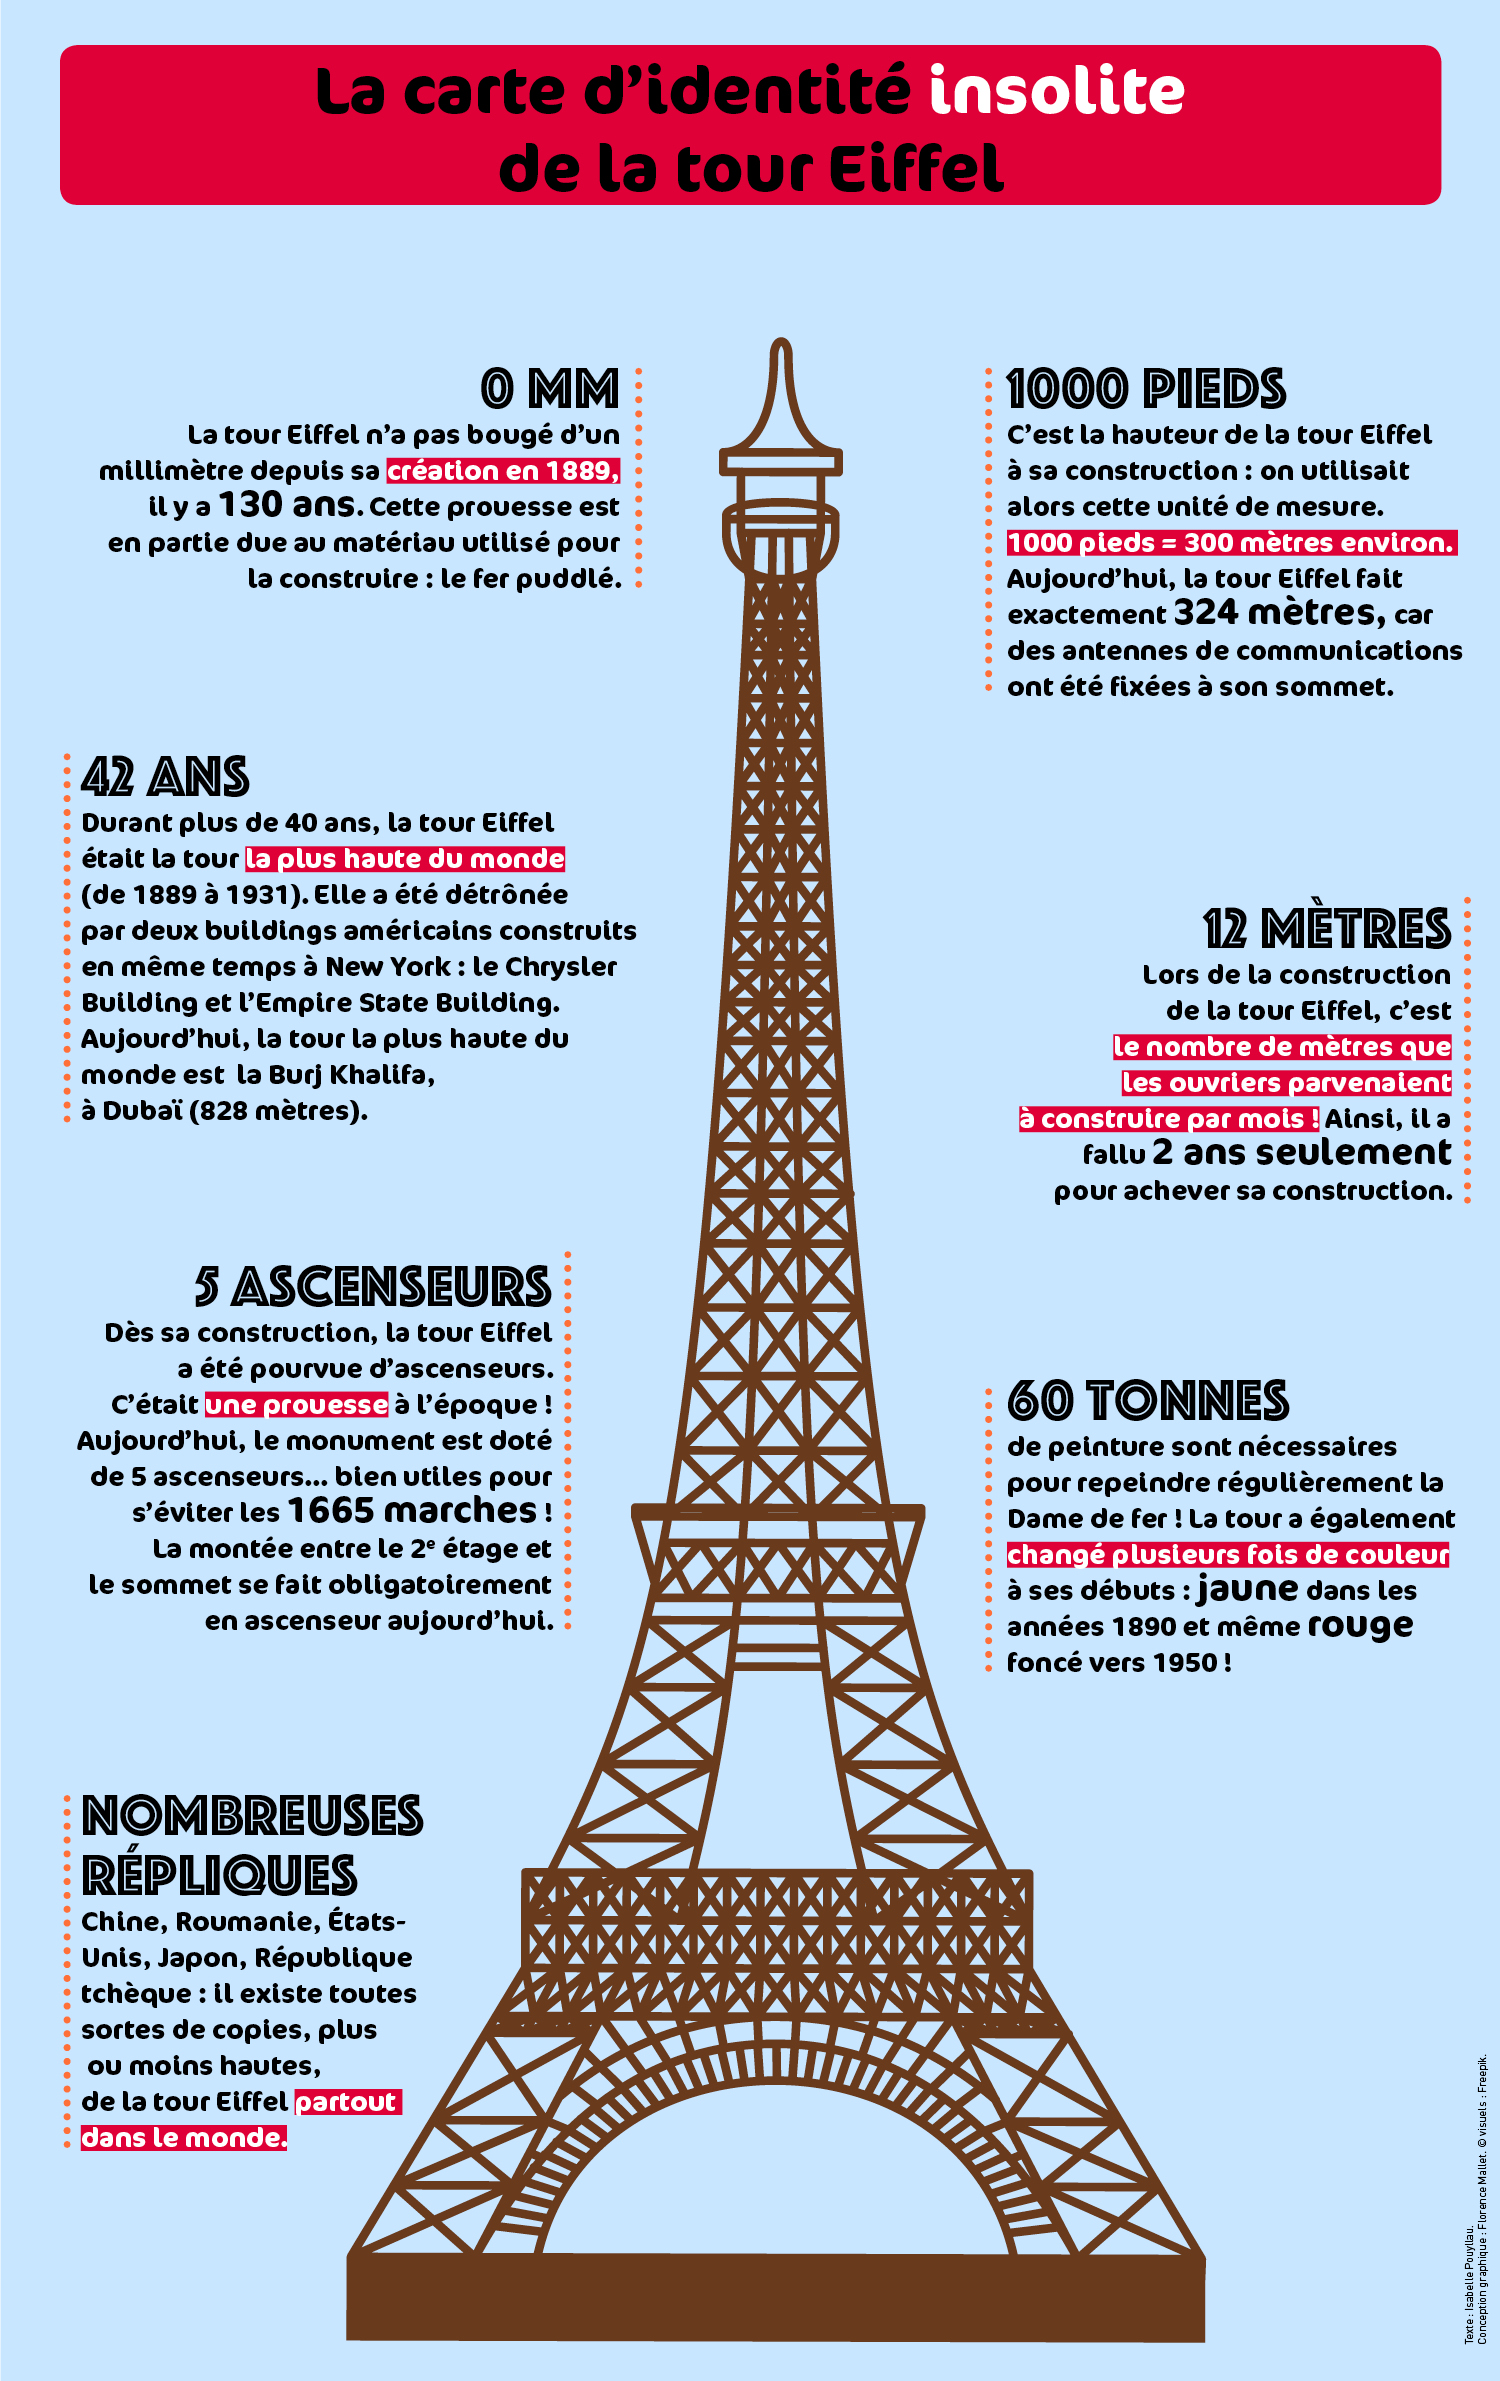 La carte d’identité insolite
de la tour Eiffel
0 MM
La tour Eiffel n’a pas bougé d’un
millimètre depuis sa création en 1889,
il y a 130 ans. Cette prouesse est
en partie due au matériau utilisé pour
la construire : le fer puddlé.
1000 PIEDS
C’est la hauteur de la tour Eiffel
à sa construction : on utilisait
alors cette unité de mesure.
1000 pieds = 300 mètres environ.
Aujourd’hui, la tour Eiffel fait
exactement 324 mètres, car
des antennes de communications
ont été fixées à son sommet.
42 ANS
Durant plus de 40 ans, la tour Eiffel
était la tour la plus haute du monde
(de 1889 à 1931). Elle a été détrônée
par deux buildings américains construits
en même temps à New York : le Chrysler
Building et l’Empire State Building.
Aujourd’hui, la tour la plus haute du
monde est la Burj Khalifa,
à Dubaï (828 mètres).
12 MÈTRES
Lors de la construction
de la tour Eiffel, c’est
le nombre de mètres que
les ouvriers parvenaient
à construire par mois ! Ainsi, il a
fallu 2 ans seulement
pour achever sa construction.
5 ASCENSEURS
Dès sa construction, la tour Eiffel
a été pourvue d’ascenseurs.
C’était une prouesse à l’époque !
Aujourd’hui, le monument est doté
de 5 ascenseurs... bien utiles pour
s’éviter les 1665 marches !
La montée entre le 2e étage et
le sommet se fait obligatoirement
en ascenseur aujourd’hui.
60 TONNES
de peinture sont nécessaires
pour repeindre régulièrement la
Dame de fer ! La tour a également
changé plusieurs fois de couleur
à ses débuts : jaune dans les
années 1890 et même rouge
foncé vers 1950 !
NOMBREUSES
RÉPLIQUES
Chine, Roumanie, États-
Unis, Japon, République
tchèque : il existe toutes
sortes de copies, plus
ou moins hautes,
de la tour Eiffel partout
dans le monde.
Texte : Isabelle Pouyllau.
Conception graphique : Florence Mallet. © visuels : Freepik.